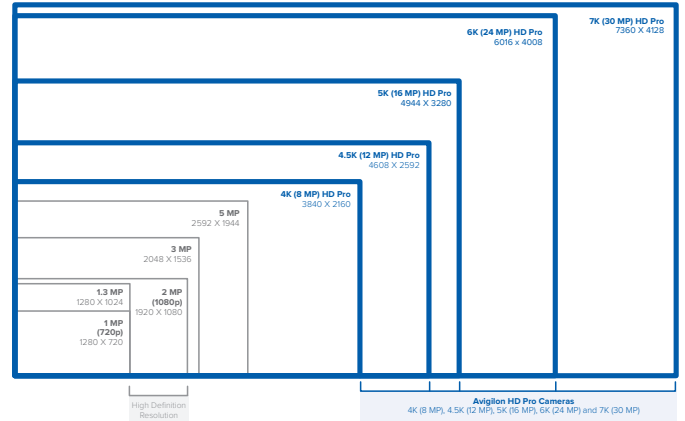 7K (30 MP) HD Pro
7360 X 4128
6K (24 MP) HD Pro
6016 x 4008
5K (16 MP) HD Pro
4944 X 3280
4.5K (12 MP) HD Pro
4608 X 2592
4K (8 MP) HD Pro
3840 X 2160
5 MP
2592 X 1944
3 MP
2048 X 1536
1.3 MP
1280 X 1024
2 MP
(1080p)
1920 X 1080
1 MP
(720p)
1280 X 720
High Definition
Resolution
Avigilon HD Pro Cameras
4K (8 MP), 4.5K (12 MP), 5K (16 MP), 6K (24 MP) and 7K (30 MP)